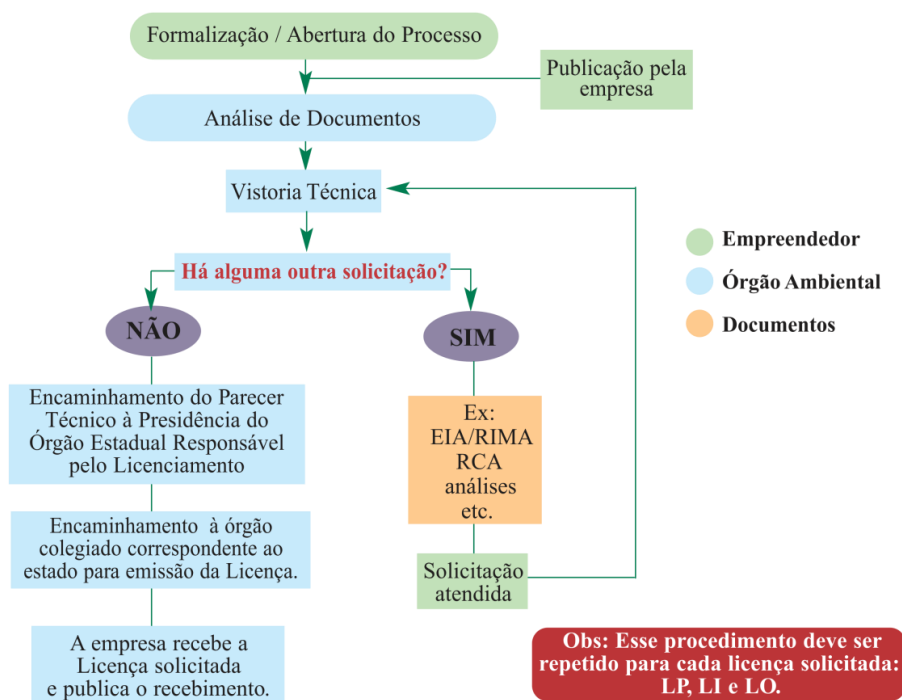 Formalização / Abertura do Processo
Publicação pela
empresa
Análise de Documentos
Vistoria Técnica
Há alguma outra solicitação?
NÃO
SIM
Encaminhamento do Parecer
Técnico à Presidência do
Órgão Estadual Responsável
pelo Licenciamento
Encaminhamento à órgão
colegiado correspondente ao
estado para emissão da Licença.
A empresa recebe a
Licença solicitada
e publica o recebimento.
Ex:
EIA/RIMA
RCA
análises
etc.
Solicitação
atendida
Empreendedor
Órgão Ambiental
Documentos
Obs: Esse procedimento deve ser
repetido para cada licença solicitada:
LP, LI e LO.